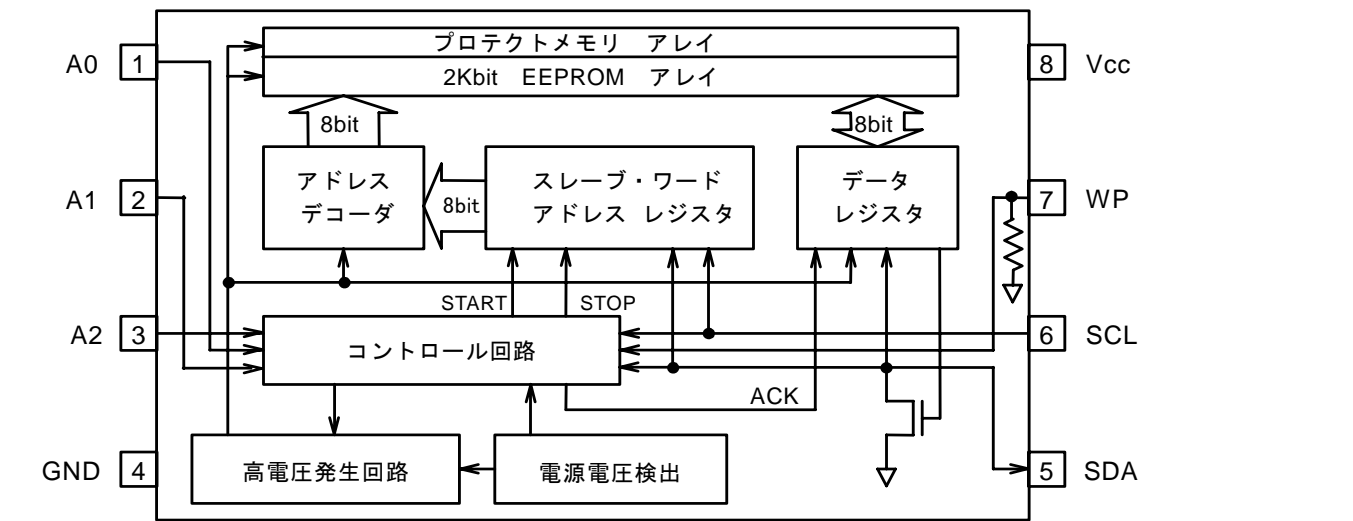 プロテクトメモリ アレイ
A0 1
8 Vcc
2Kbit EEPROM アレイ
8bit
8bit
アドレス
デコーダ
8bit
スレーブ・ワード
アドレス レジスタ
データ
レジスタ
A1 2
7 WP
START
STOP
A2 3
6 SCL
コントロール回路
ACK
GND 4
高電圧発生回路
電源電圧検出
5 SDA